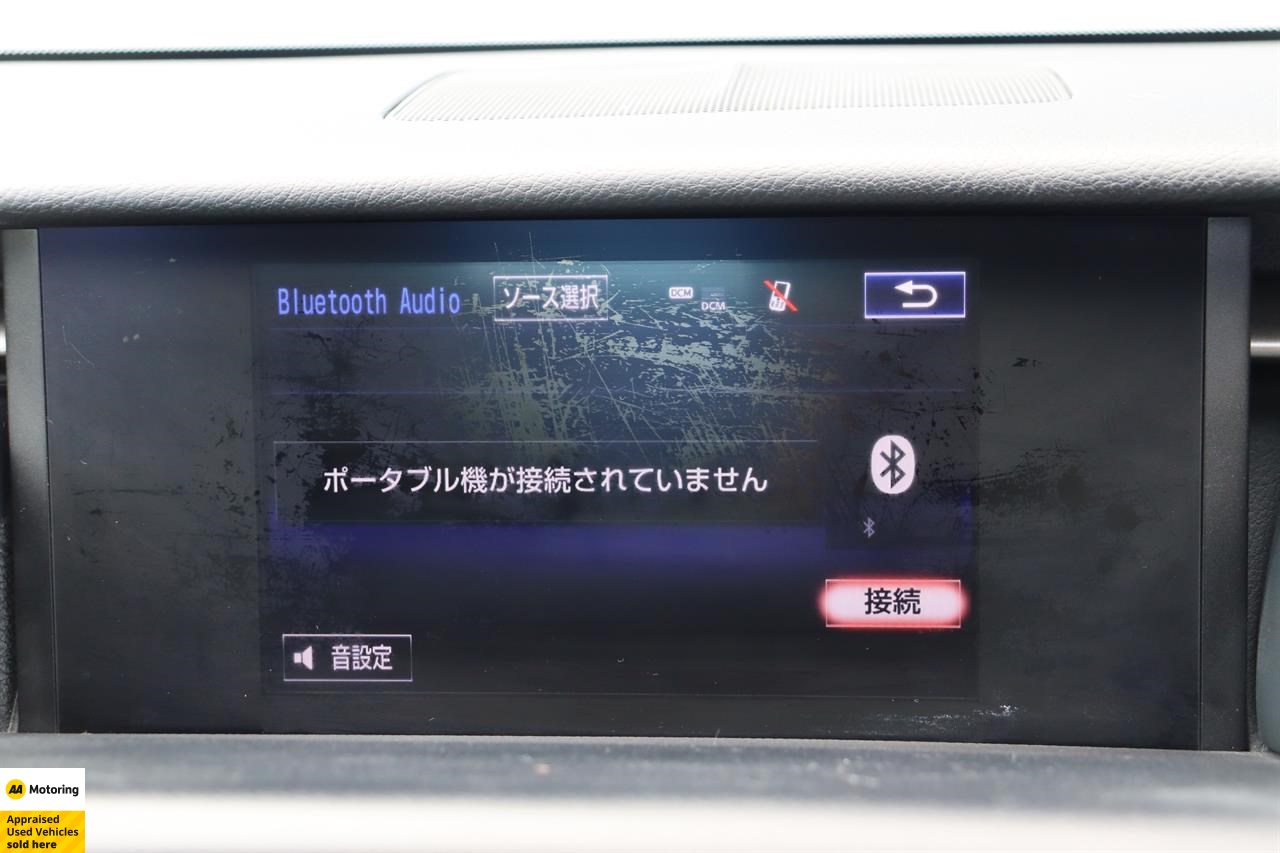 Bluetooth Audio
ソース選択
DCM
DCM
ポータブル機が接続されていません
接続
音設定
AA Motoring
Appraised
Used Vehicles
sold here